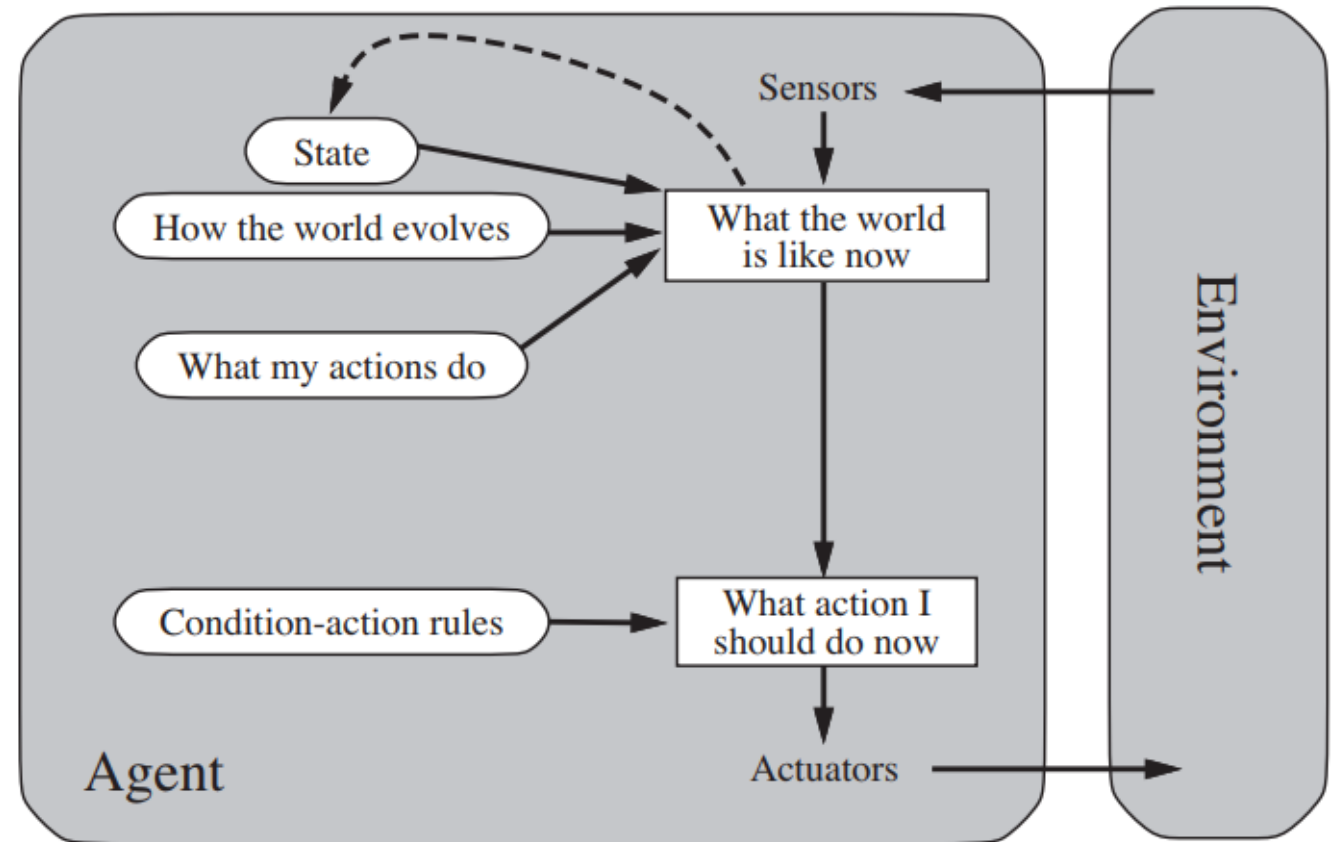 Sensors
State
How the world evolves
What the world
is like now
What my actions do
Condition-action rules
What action I
should do now
Agent
Actuators
Environment